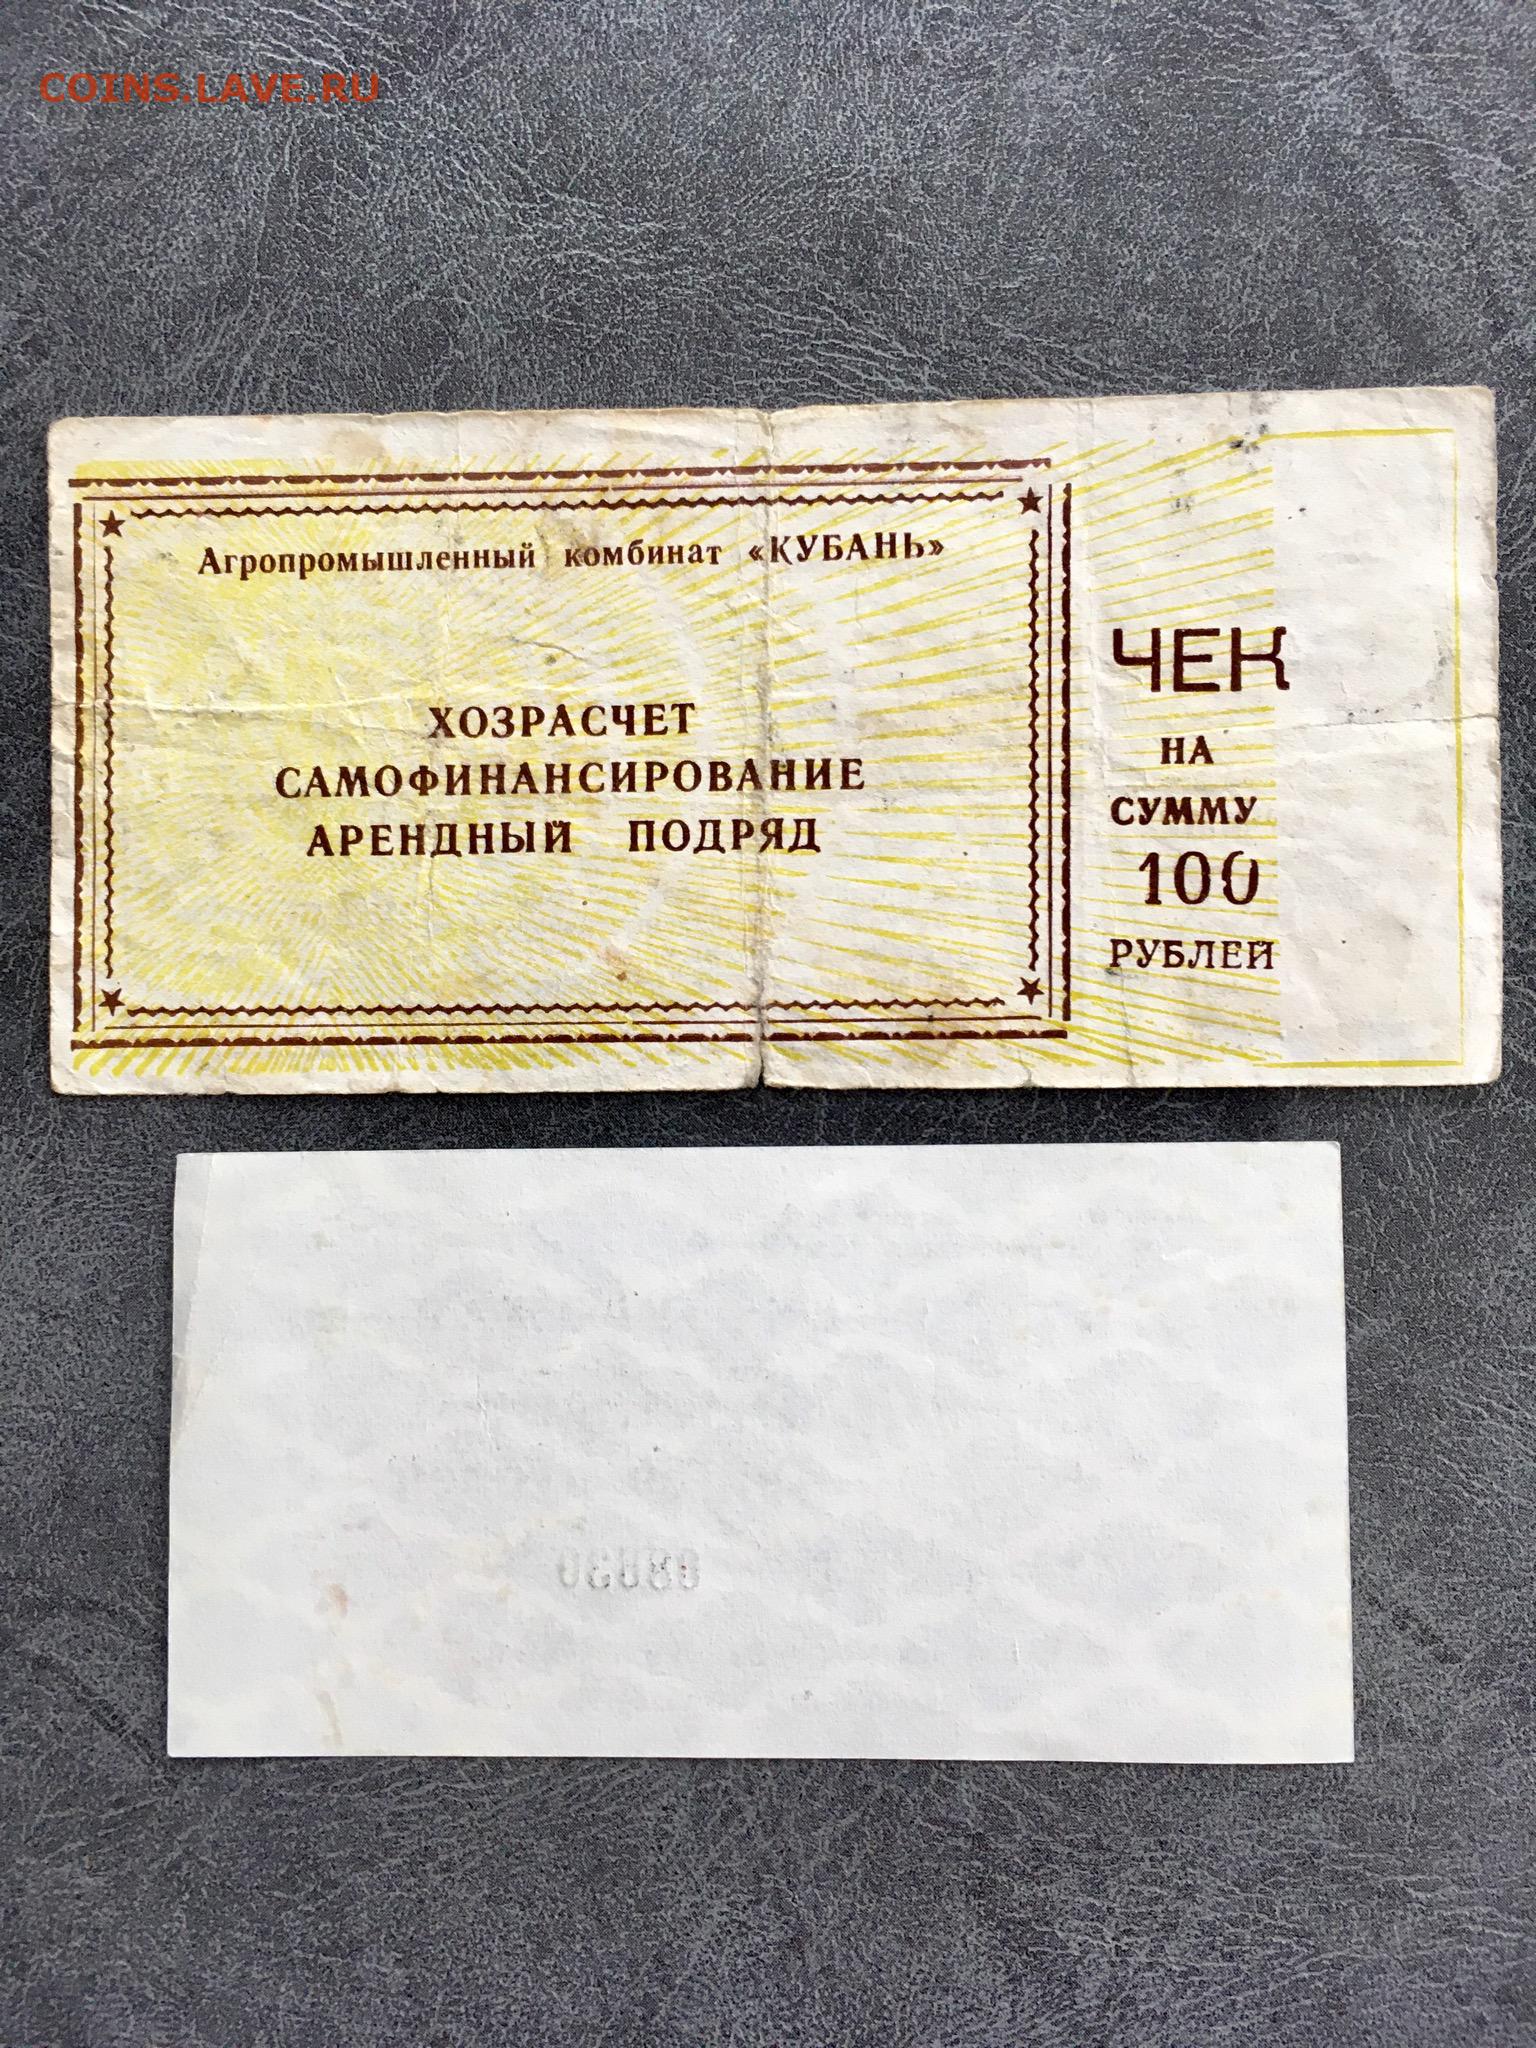 COINS.LAVE.RU
Агропромышленный комбинат «КУБАНЬ»
ХОЗРАСЧЕТ
САМОФИНАНСИРОВАНИЕ
АРЕНДНЫЙ ПОДРЯД
ЧЕК
НА
СУММУ
100
РУБЛЕЙ